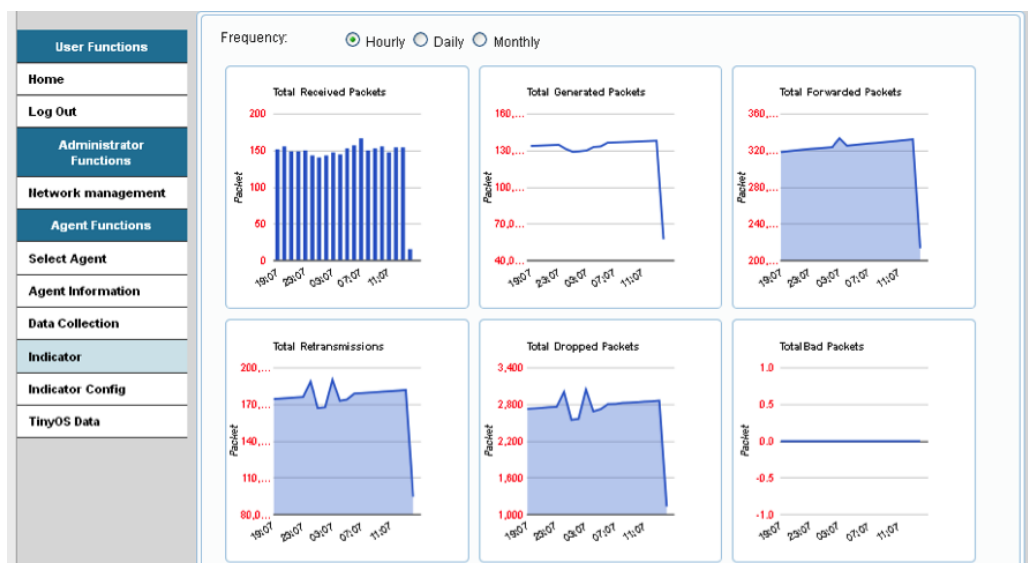 User Functions
Home
Log Out
Administrator
Functions
Network management
Agent Functions
Select Agent
Agent Information
Data Collection
Indicator
Indicator Config
TinyOS Data
Frequency: Hourly Daily Monthly
Total Received Packets
Packet
200
150
100
50
0
19:07 23:07 03:07 07:07 11:07
Total Generated Packets
Packet
160,...
130,...
100,...
70,0...
40,0...
19:07 23:07 03:07 07:07 11:07
Total Forwarded Packets
Packet
360,...
320,...
280,...
240,...
200,...
19:07 23:07 03:07 07:07 11:07
Total Retransmissions
Packet
200,...
170,...
140,...
110,...
80,0...
19:07 23:07 03:07 07:07 11:07
Total Dropped Packets
Packet
3,400
2,800
2,200
1,600
1,000
19:07 23:07 03:07 07:07 11:07
TotalBad Packets
Packet
1.0
0.5
0.0
-0.5
-1.0
19:07 23:07 03:07 07:07 11:07